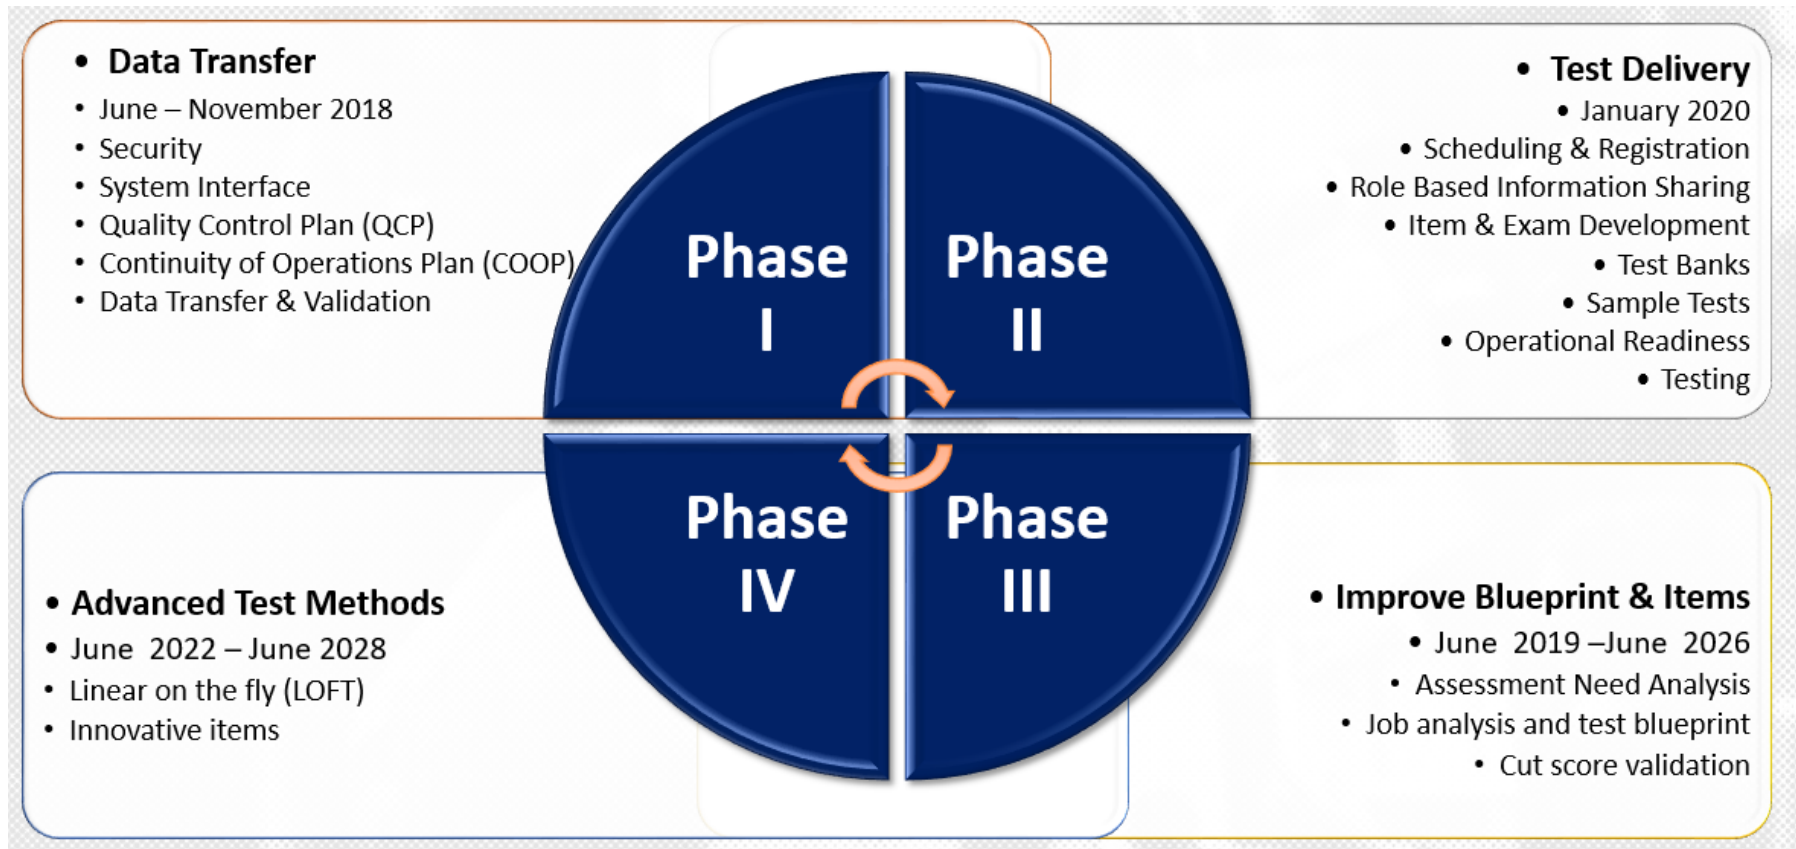 • Data Transfer
• June – November 2018
• Security
• System Interface
• Quality Control Plan (QCP)
• Continuity of Operations Plan (COOP)
• Data Transfer & Validation
• Test Delivery
• January 2020
• Scheduling & Registration
• Role Based Information Sharing
• Item & Exam Development
• Test Banks
• Sample Tests
• Operational Readiness
• Testing
Phase
I
Phase
II
Phase
IV
Phase
III
• Advanced Test Methods
• June  2022 – June 2028
• Linear on the fly (LOFT)
• Innovative items
• Improve Blueprint & Items
• June  2019 –June  2026
• Assessment Need Analysis
• Job analysis and test blueprint
• Cut score validation